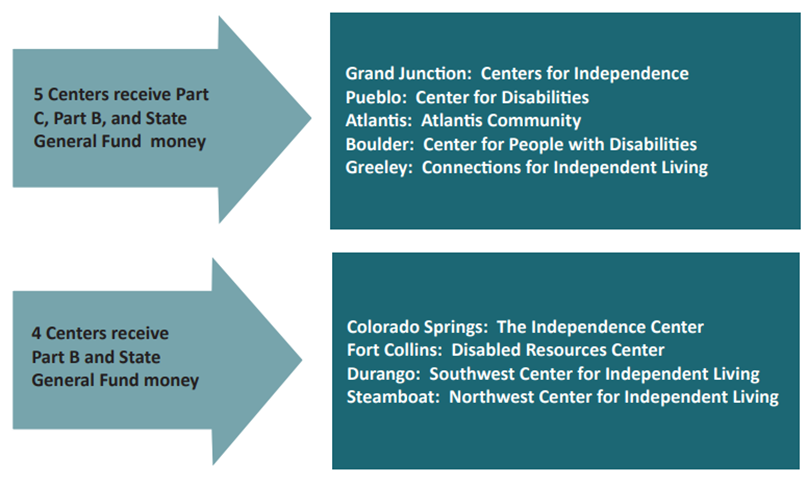 5 Centers receive Part
C, Part B, and State
General Fund money
Grand Junction: Centers for Independence
Pueblo: Center for Disabilities
Atlantis: Atlantis Community
Boulder: Center for People with Disabilities
Greeley: Connections for Independent Living
4 Centers receive
Part B and State
General Fund money
Colorado Springs: The Independence Center
Fort Collins: Disabled Resources Center
Durango: Southwest Center for Independent Living
Steamboat: Northwest Center for Independent Living